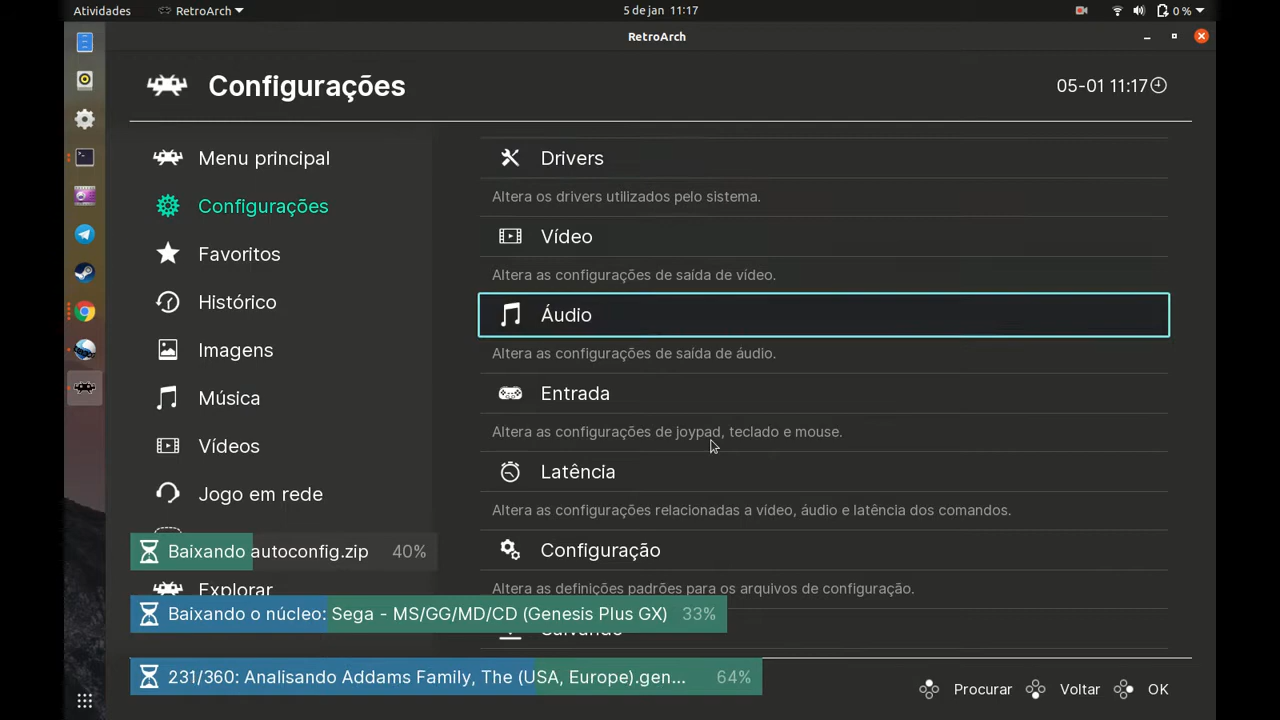 Atividades
RetroArch
5 de jan 11:17
0 %
RetroArch
Configurações
05-01 11:17
Menu principal
Configurações
Favoritos
Histórico
Imagens
Música
Vídeos
Jogo em rede
Explorar
Drivers
Altera os drivers utilizados pelo sistema.
Vídeo
Altera as configurações de saída de vídeo.
Áudio
Altera as configurações de saída de áudio.
Entrada
Altera as configurações de joypad, teclado e mouse.
Latência
Altera as configurações relacionadas a vídeo, áudio e latência dos comandos.
Configuração
Altera as definições padrões para os arquivos de configuração.
Salvando
Baixando autoconfig.zip 40%
Baixando o núcleo: Sega - MS/GG/MD/CD (Genesis Plus GX) 33%
231/360: Analisando Addams Family, The (USA, Europe).gen... 64%
Procurar
Voltar
OK